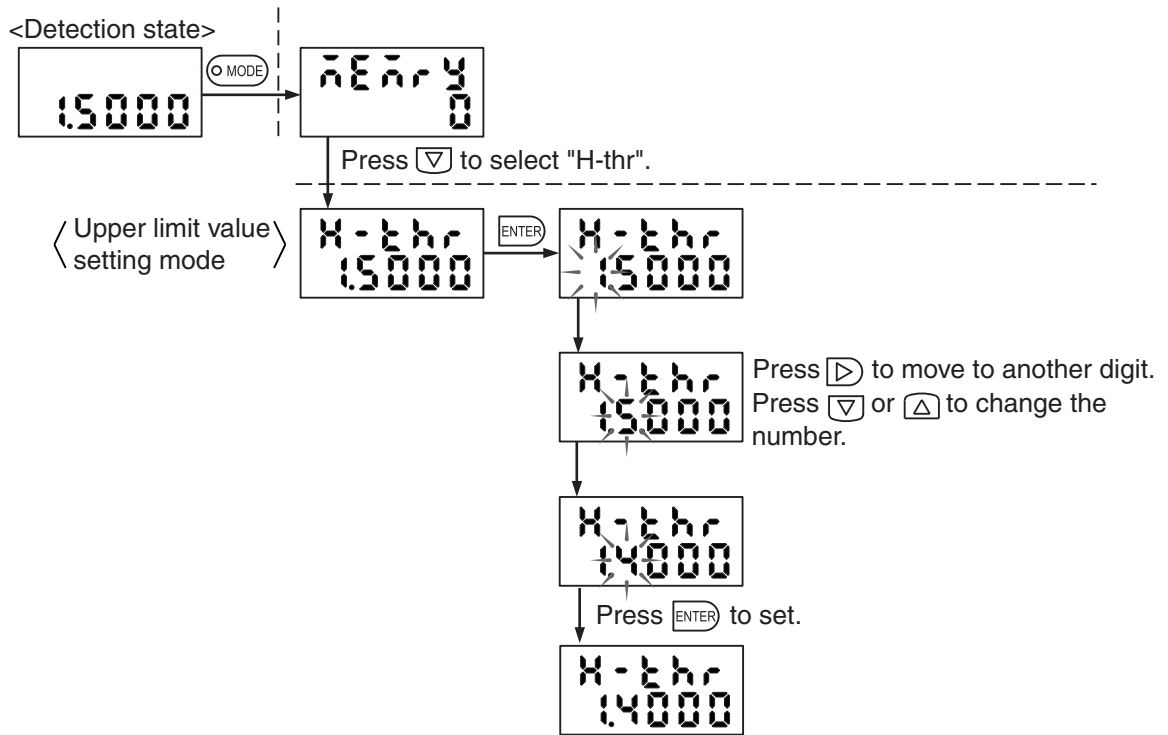 <Detection state>
1.5000
MODE
mEmrY
0
Press ▽ to select "H-thr".
Upper limit value
setting mode
H-thr
1.5000
ENTER
H-thr
1.5000
H-thr
1.5000
Press ▷ to move to another digit.
Press ▽ or △ to change the
number.
H-thr
1.4000
Press ENTER to set.
H-thr
1.4000